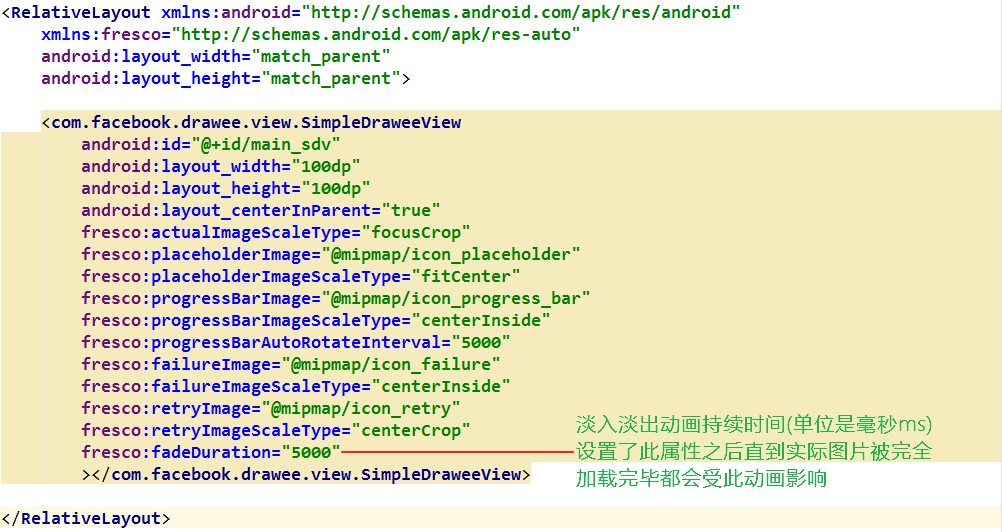 <RelativeLayout xmlns:android="http://schemas.android.com/apk/res/android"
    xmlns:fresco="http://schemas.android.com/apk/res-auto"
    android:layout_width="match_parent"
    android:layout_height="match_parent">

    <com.facebook.drawee.view.SimpleDraweeView
        android:id="@+id/main_sdv"
        android:layout_width="100dp"
        android:layout_height="100dp"
        android:layout_centerInParent="true"
        fresco:actualImageScaleType="focusCrop"
        fresco:placeholderImage="@mipmap/icon_placeholder"
        fresco:placeholderImageScaleType="fitCenter"
        fresco:progressBarImage="@mipmap/icon_progress_bar"
        fresco:progressBarImageScaleType="centerInside"
        fresco:progressBarAutoRotateInterval="5000"
        fresco:failureImage="@mipmap/icon_failure"
        fresco:failureImageScaleType="centerInside"
        fresco:retryImage="@mipmap/icon_retry"
        fresco:retryImageScaleType="centerCrop"
        fresco:fadeDuration="5000"
        ></com.facebook.drawee.view.SimpleDraweeView>
淡入淡出动画持续时间(单位是毫秒ms)
设置了此属性之后直到实际图片被完全
加载完毕都会受此动画影响

</RelativeLayout>